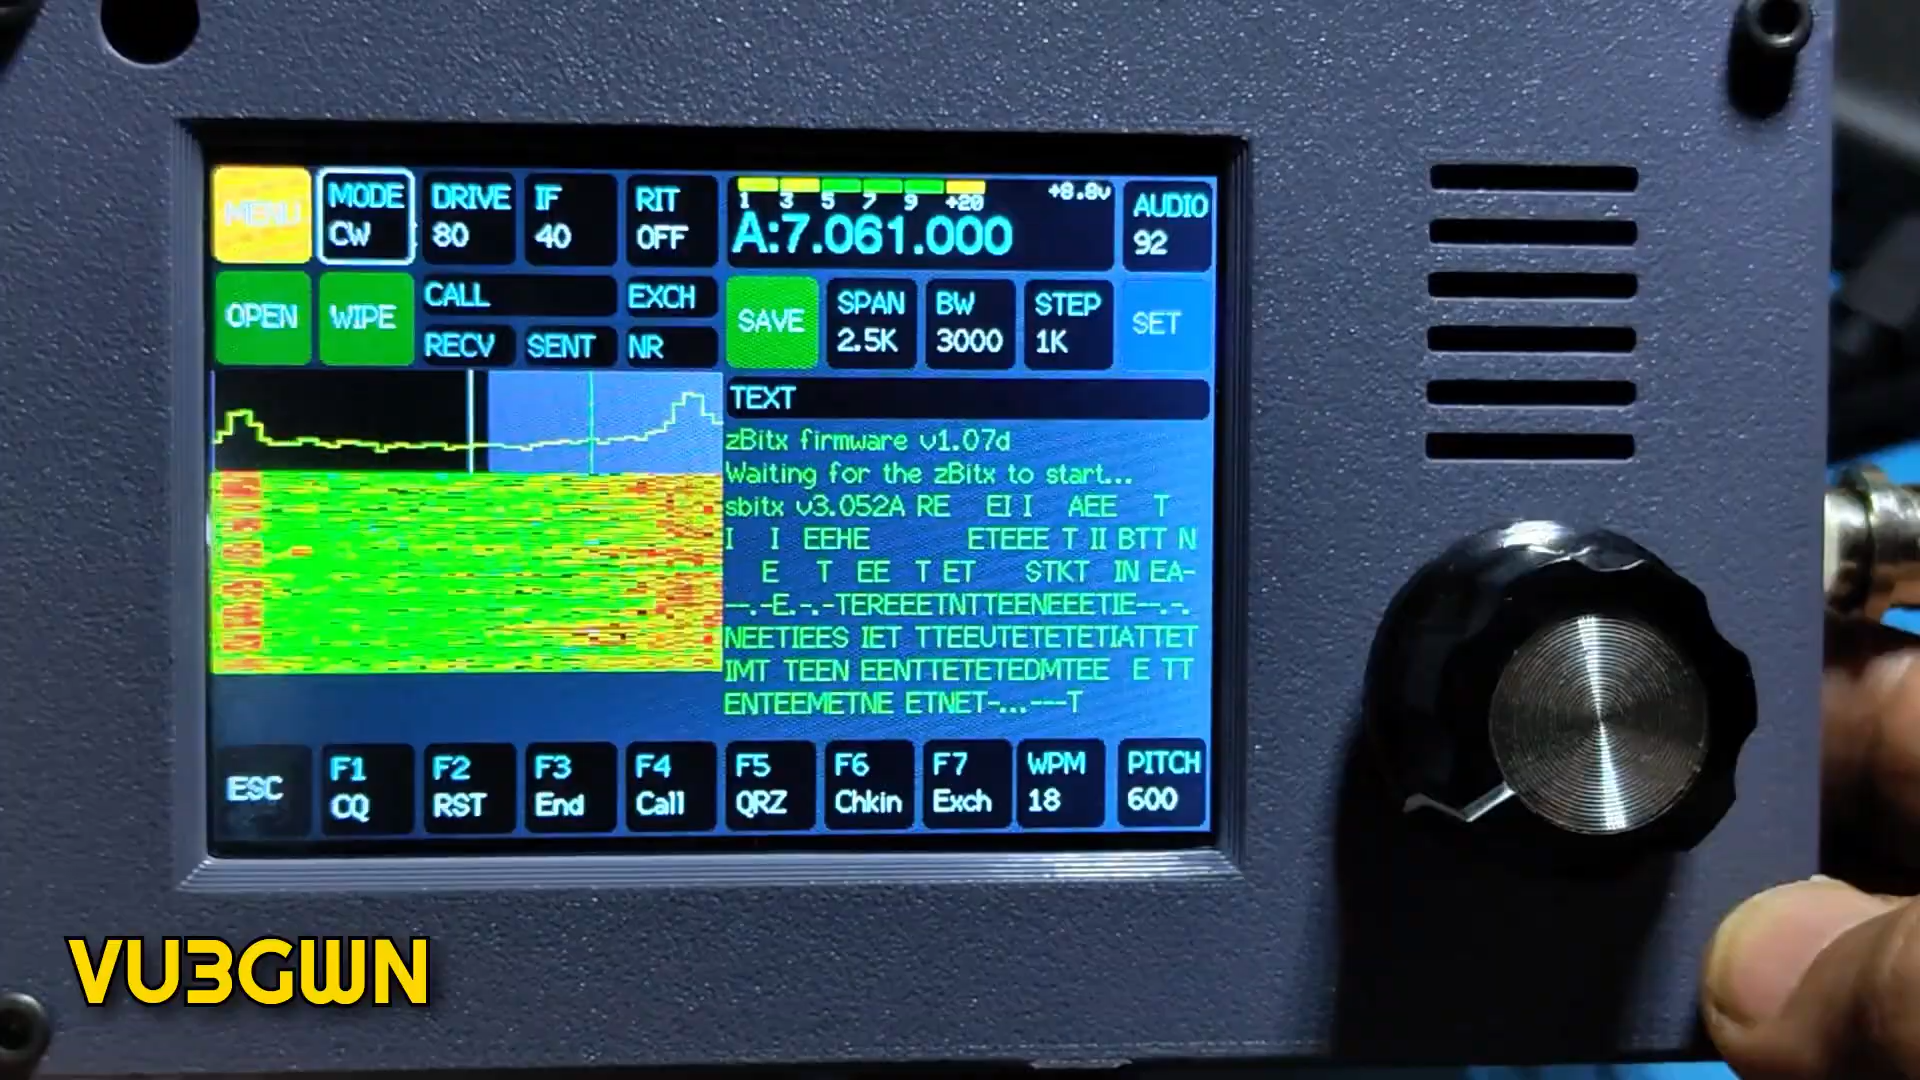 MENU
MODE
CW
DRIVE
80
IF
40
RIT
OFF
1 3 5 7 9 +20
+8.8v
A:7.061.000
AUDIO
92
OPEN
WIPE
CALL
EXCH
RECV
SENT
NR
SAVE
SPAN
2.5K
BW
3000
STEP
1K
SET
TEXT
zBitx firmware v1.07d
Waiting for the zBitx to start...
sbitx v3.052A RE EI I AEE T
I I EEHE ETEEE T II BTT N
E T EE T ET STKT IN EA-
--.-E.-.-TEREEETNTTEENEEETIE--.-.
NEETIEES IET TTEEUTETETETIATTET
IMT TEEN EENTTETETEDMTEE E TT
ENTEEMETNE ETNET-...---T
ESC
F1
CQ
F2
RST
F3
End
F4
Call
F5
QRZ
F6
Chkin
F7
Exch
WPM
18
PITCH
600
VU3GWN